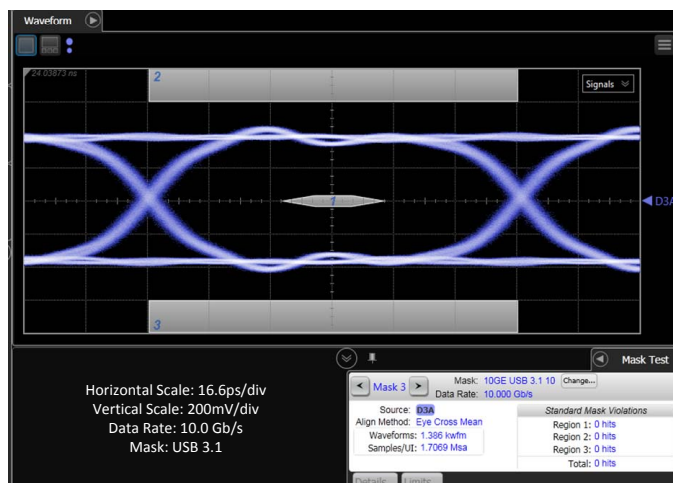 Waveform
24.03873 ns
2
Signals
1
D3A
3
Mask Test
Horizontal Scale: 16.6ps/div
Vertical Scale: 200mV/div
Data Rate: 10.0 Gb/s
Mask: USB 3.1
Mask 3
Mask: 10GE USB 3.1 10 Change...
Data Rate: 10.000 Gb/s
Source: D3A
Align Method: Eye Cross Mean
Waveforms: 1.386 kwfm
Samples/UI: 1.7069 Msa
Standard Mask Violations
Region 1: 0 hits
Region 2: 0 hits
Region 3: 0 hits
Total: 0 hits
Details Limits